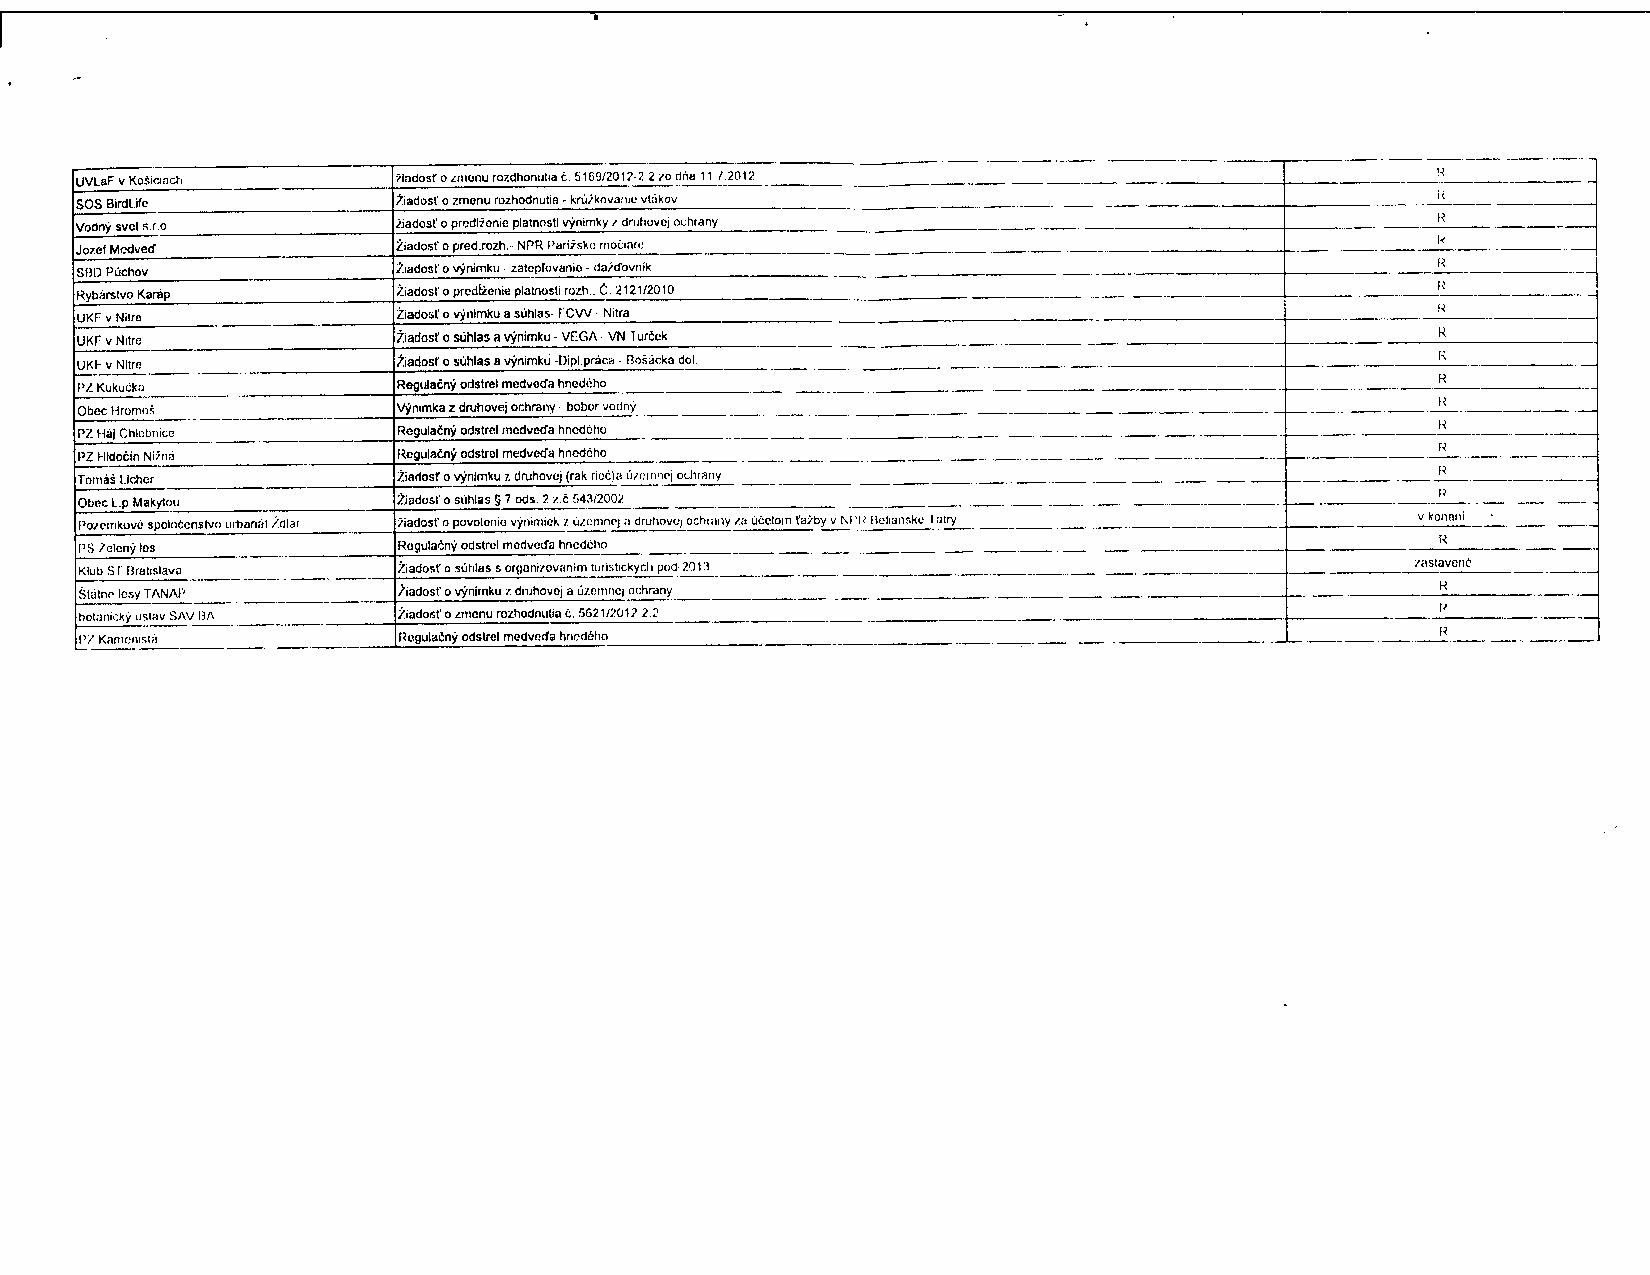 UVLaF v Košiciach žiadosť o zmenu rozdhonutia č. 5169/2012-2.2 zo dňa 11.7.2012 R
SOS BirdLife Žiadosť o zmenu rozhodnutia - krúžkovanie vtákov R
Vodný svet s.r.o žiadosť o predĺženie platnosti výnimky z druhovej ochrany R
Jozef Medveď Žiadosť o pred.rozh.- NPR Parížske močiare R
SBD Púchov Žiadosť o výnimku - zatepľovanie - dažďovník R
Rybárstvo Karáp Žiadosť o predĺženie platnosti rozh.. Č. 2121/2010 R
UKF v Nitre Žiadosť o výnimku a súhlas- FCVV - Nitra R
UKF v Nitre Žiadosť o súhlas a výnimku - VEGA - VN Turček R
UKF v Nitre Žiadosť o súhlas a výnimku -Dipl.práca - Bošácka dol. R
PZ Kukučka Regulačný odstrel medveďa hnedého R
Obec Hromoš Výnimka z druhovej ochrany - bobor vodný R
PZ Háj Chlebnice Regulačný odstrel medveďa hnedého R
PZ Hldočín Nižná Regulačný odstrel medveďa hnedého R
Tomáš Licher Žiadosť o výnimku z druhovej (rak rieč)a územnej ochrany R
Obec L.p Makytou Žiadosť o súhlas § 7 ods. 2 z.č 543/2002 R
Pozemkové spoločenstvo urbariát Ždiar žiadosť o povolenie výnimiek z územnej a druhovej ochrany za účelom ťažby v NPR Belianske Tatry v konaní
PS Zelený les Regulačný odstrel medveďa hnedého R
Klub ST Bratislava Žiadosť o súhlas s organizovaním turistických pod 2013 zastavené
Štátne lesy TANAP Žiadosť o výnimku z druhovej a územnej ochrany R
botanický ustav SAV BA Žiadosť o zmenu rozhodnutia č. 5621/2012 2.2 R
PZ Kamenistá Regulačný odstrel medveďa hnedého R